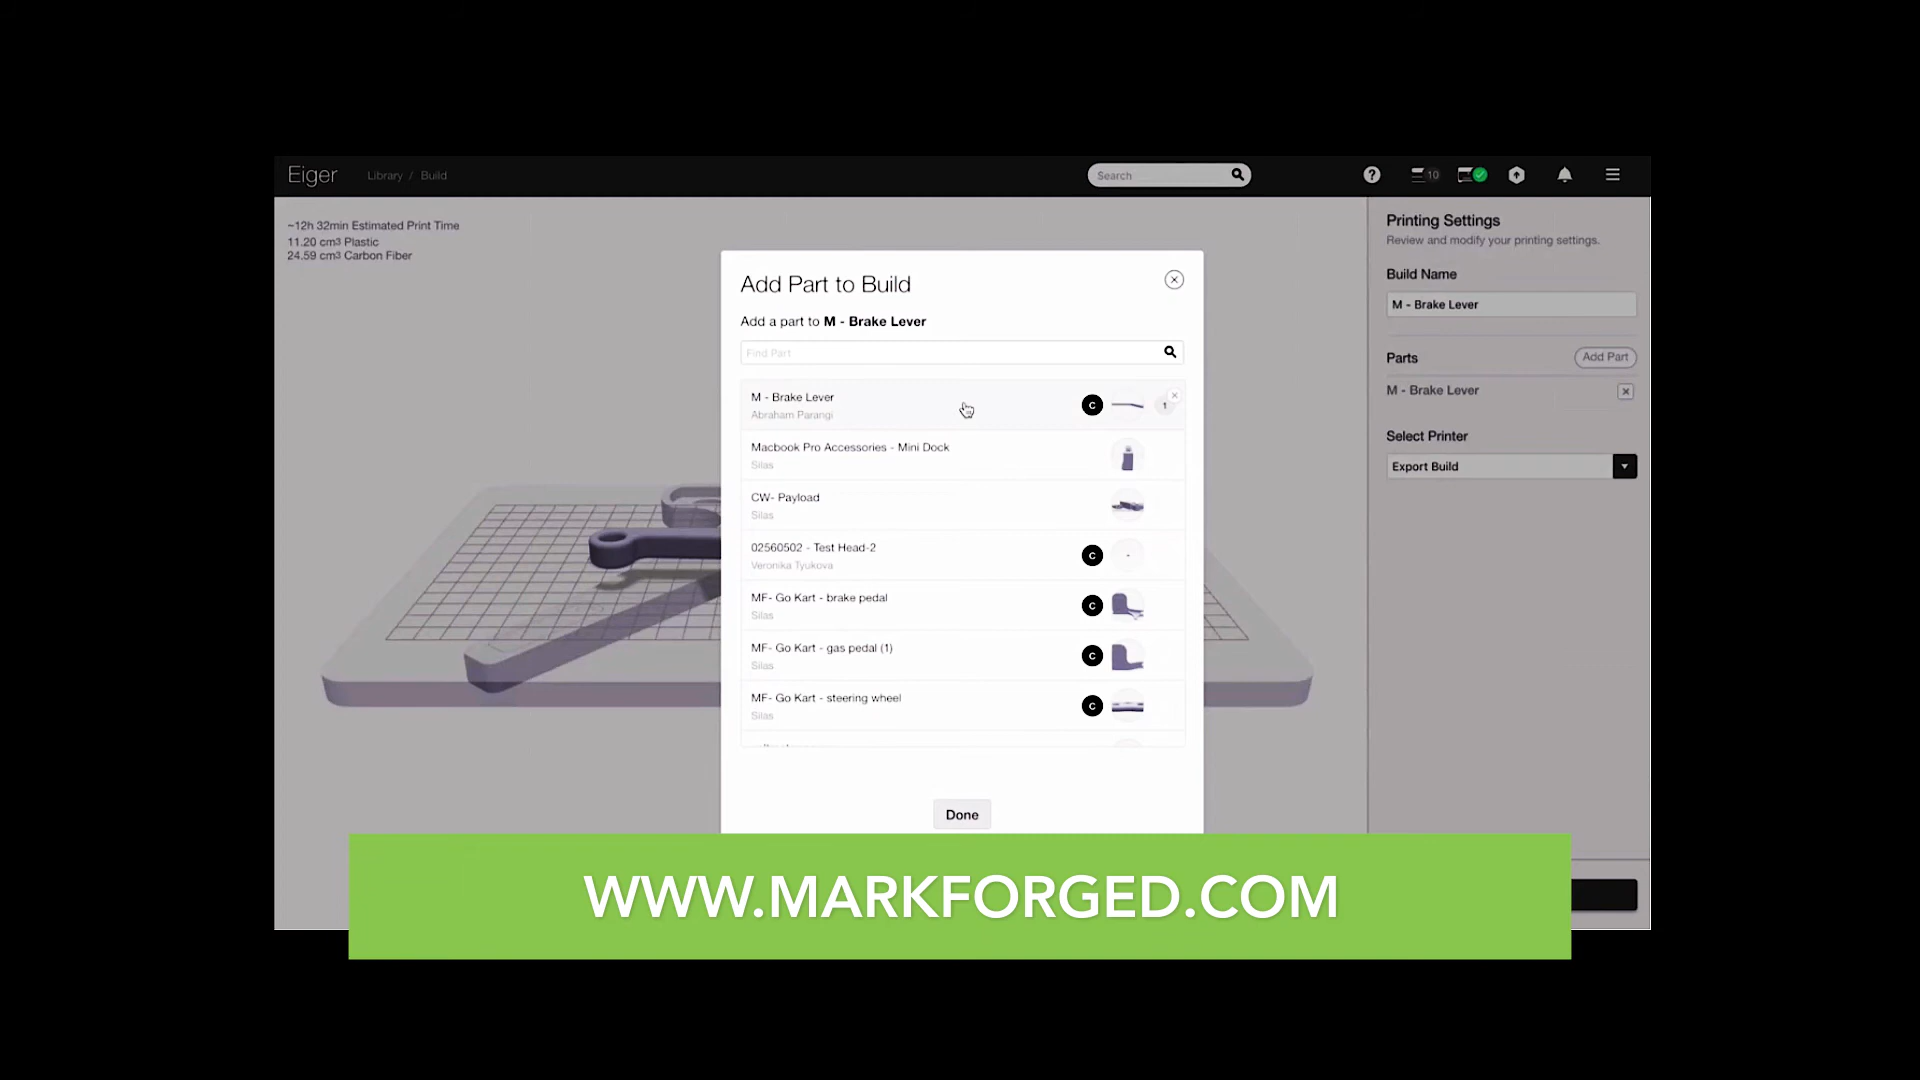 Eiger
Library / Build
Search
10
~12h 32min Estimated Print Time
11.20 cm³ Plastic
24.59 cm³ Carbon Fiber
Add Part to Build
Add a part to M - Brake Lever
Find Part
M - Brake Lever
Abraham Parangi
C
1
Macbook Pro Accessories - Mini Dock
Silas
CW- Payload
Silas
02560502 - Test Head-2
Veronika Tyukova
C
MF- Go Kart - brake pedal
Silas
C
MF- Go Kart - gas pedal (1)
Silas
C
MF- Go Kart - steering wheel
Silas
C
Done
Printing Settings
Review and modify your printing settings.
Build Name
M - Brake Lever
Parts
Add Part
M - Brake Lever
Select Printer
Export Build
WWW.MARKFORGED.COM